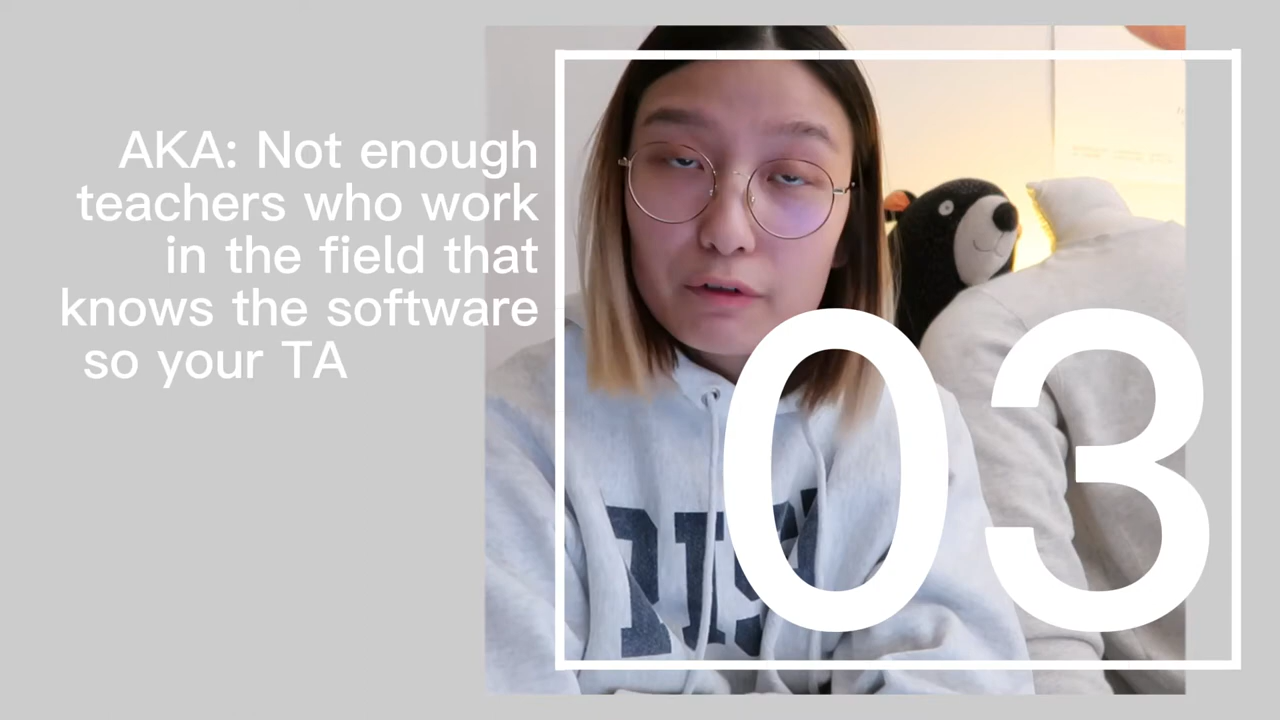 AKA: Not enough
teachers who work
in the field that
knows the software
so your TA
03